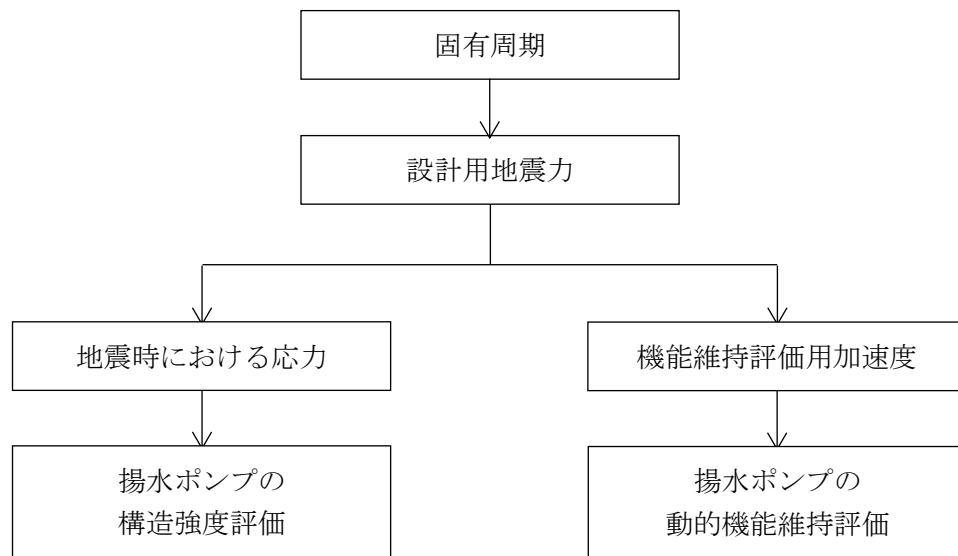 固有周期
設計用地震力
地震時における応力
機能維持評価用加速度
揚水ポンプの
構造強度評価
揚水ポンプの
動的機能維持評価